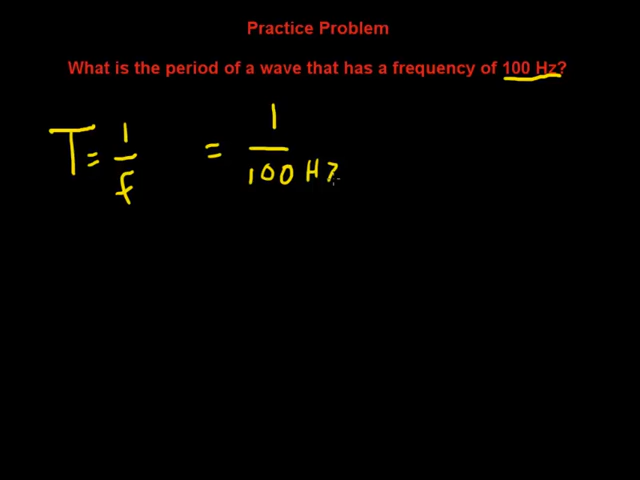 Practice Problem
What is the period of a wave that has a frequency of 100 Hz?
T = 1/f = 1/100 Hz